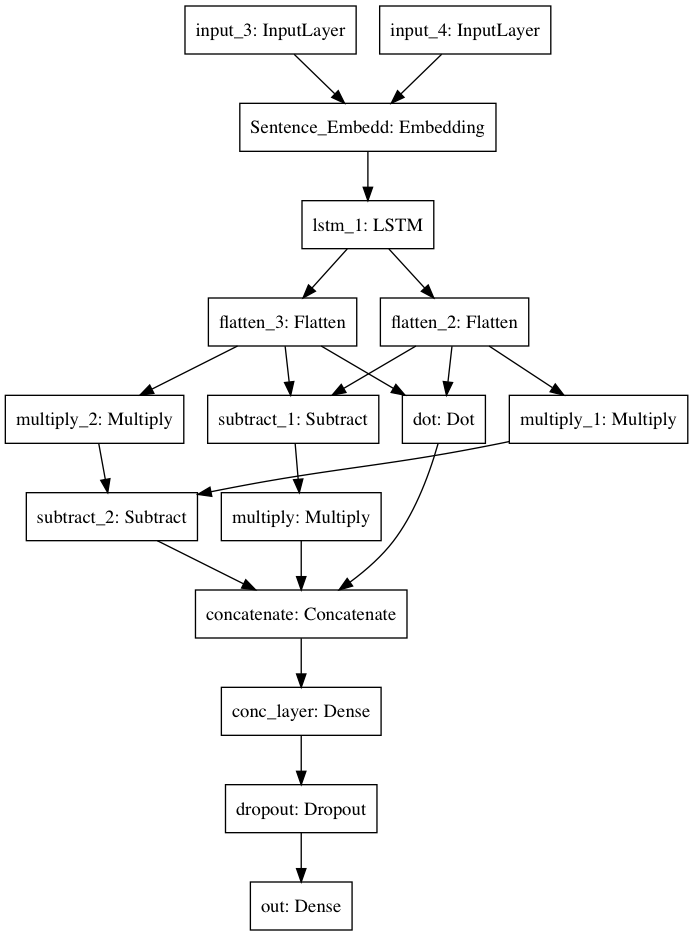 input_3: InputLayer
input_4: InputLayer
Sentence_Embedd: Embedding
lstm_1: LSTM
flatten_3: Flatten
flatten_2: Flatten
multiply_2: Multiply
subtract_1: Subtract
dot: Dot
multiply_1: Multiply
subtract_2: Subtract
multiply: Multiply
concatenate: Concatenate
conc_layer: Dense
dropout: Dropout
out: Dense